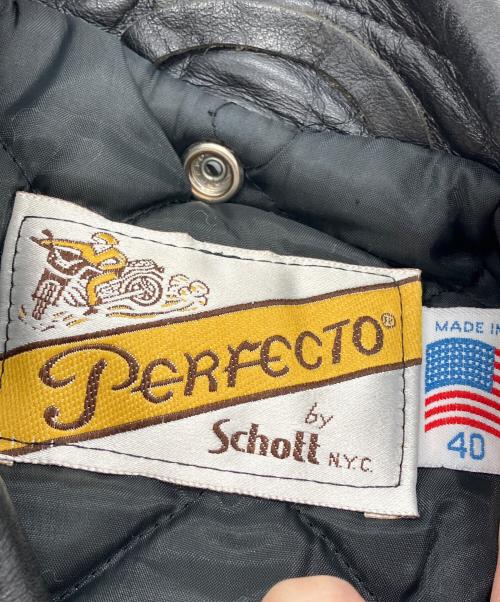 PERFECTO®
by
Schott N.Y.C.
MADE IN
40